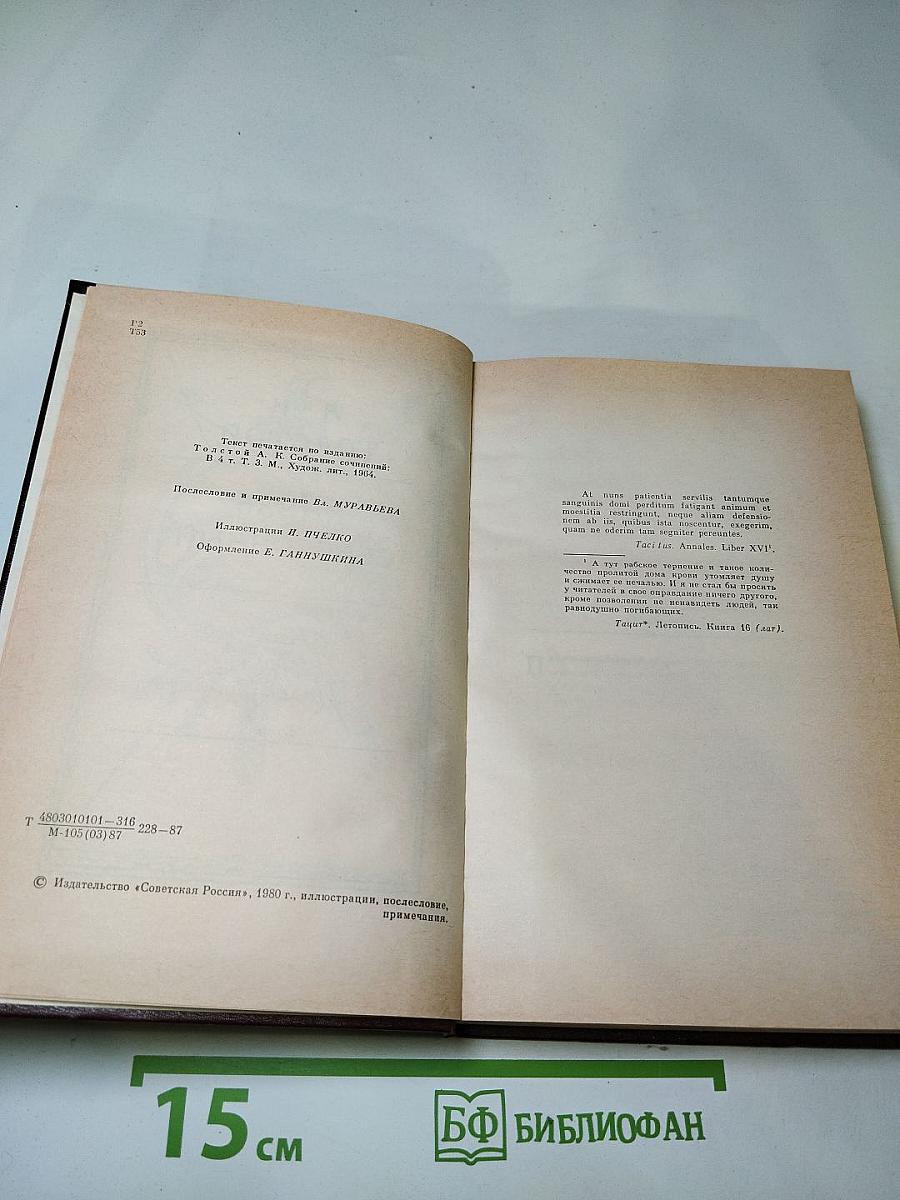 Р2
Т53
Текст печатается по изданию:
Толстой А. К. Собрание сочинений:
В 4 т. Т. 3. М., Худож. лит., 1964.
Послесловие и примечание Вл. МУРАВЬЕВА
Иллюстрации И. ПЧЕЛКО
Оформление Е. ГАННУШКИНА
Т 4803010101—316 228—87
М-105(03)87
© Издательство «Советская Россия», 1980 г., иллюстрации, послесловие,
примечания.
At nuns patientia servilis tantumque
sanguinis domi perditum fatigant animum et
moestitia restringunt, neque aliam defensio-
nem ab iis, quibus ista noscentur, exegerim,
quam ne oderim tam segniter pereuntes.
Tacitus. Annales. Liber XVI¹.
¹ А тут рабское терпение и такое коли-
чество пролитой дома крови утомляет душу
и сжимает ее печалью. И я не стал бы просить
у читателей в свое оправдание ничего другого,
кроме позволения не ненавидеть людей, так
равнодушно погибающих.
Тацит*. Летопись. Книга 16 (лат).
15 см
БФ БИБЛИОФАН